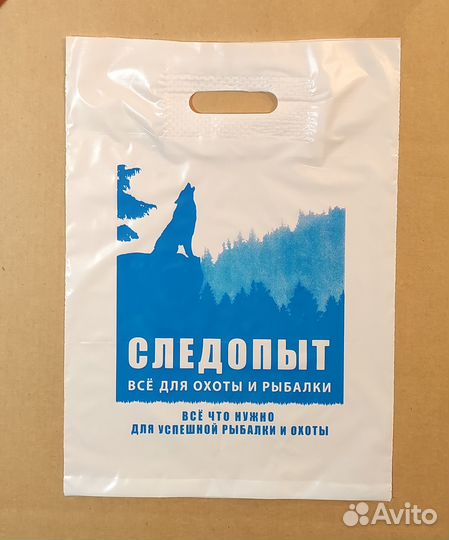 СЛЕДОПЫТ
ВСЁ ДЛЯ ОХОТЫ И РЫБАЛКИ
ВСЁ ЧТО НУЖНО
ДЛЯ УСПЕШНОЙ РЫБАЛКИ И ОХОТЫ
Avito